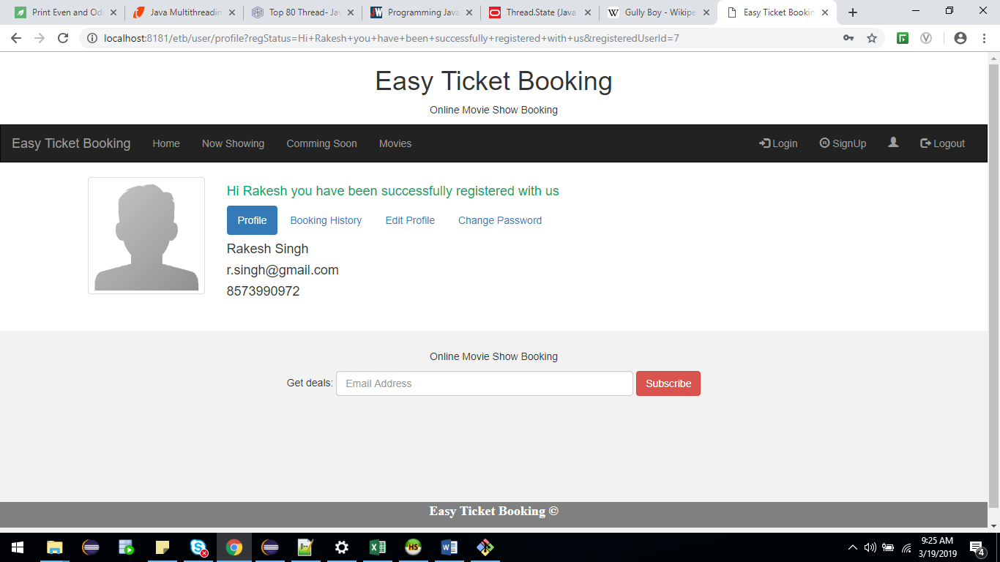 Print Even and Od
Java Multithreadin
Top 80 Thread- Jav
Programming Java
Thread.State (Java
Gully Boy - Wikipe
Easy Ticket Bookin
localhost:8181/etb/user/profile?regStatus=Hi+Rakesh+you+have+been+successfully+registered+with+us&registeredUserId=7
Easy Ticket Booking
Online Movie Show Booking
Easy Ticket Booking Home Now Showing Comming Soon Movies Login SignUp Logout
Hi Rakesh you have been successfully registered with us
Profile Booking History Edit Profile Change Password
Rakesh Singh
r.singh@gmail.com
8573990972
Online Movie Show Booking
Get deals: Email Address Subscribe
Easy Ticket Booking ©
9:25 AM
3/19/2019
4